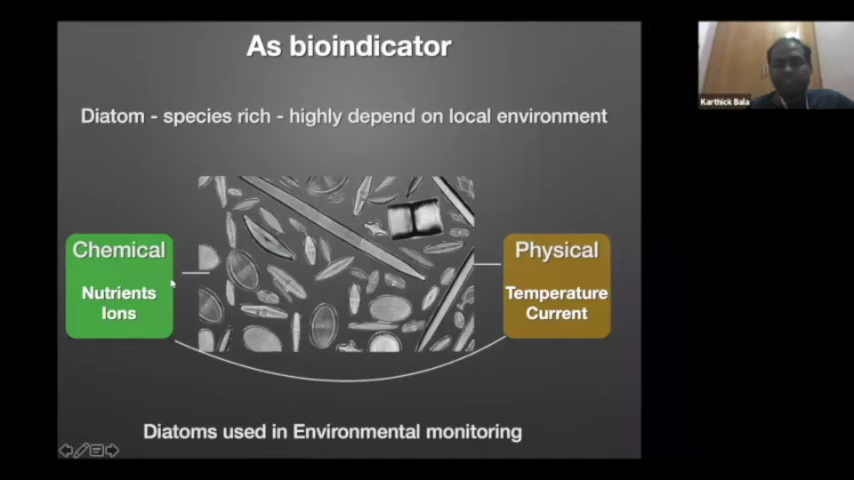 As bioindicator
Karthick Bala
Diatom - species rich - highly depend on local environment
Chemical
Nutrients
Ions
Physical
Temperature
Current
Diatoms used in Environmental monitoring